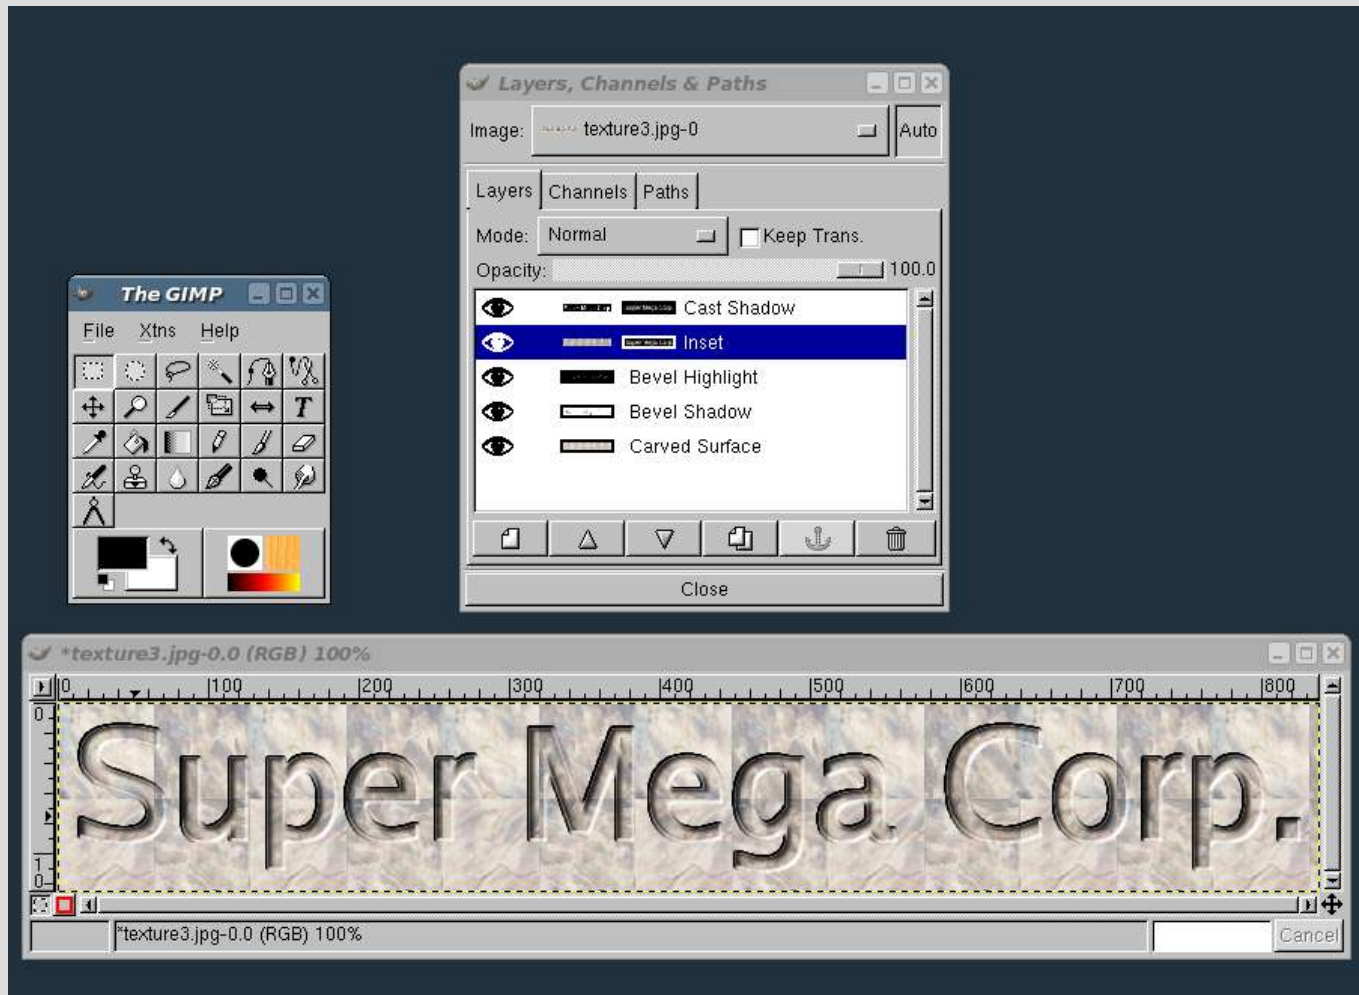 Layers, Channels & Paths
Image: texture3.jpg-0 Auto
Layers Channels Paths
Mode: Normal Keep Trans.
Opacity: 100.0
Cast Shadow
Inset
Bevel Highlight
Bevel Shadow
Carved Surface
Close
The GIMP
File Xtns Help
T
*texture3.jpg-0.0 (RGB) 100%
0 100 200 300 400 500 600 700 800
0
Super Mega Corp.
1
0
*texture3.jpg-0.0 (RGB) 100% Cancel